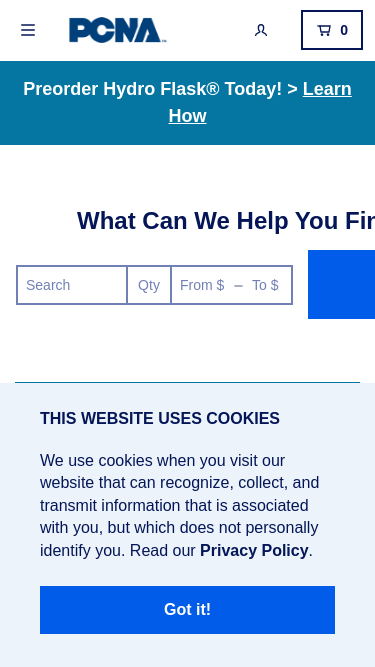 PCNA
0
Preorder Hydro Flask® Today! > Learn
How
What Can We Help You Fin
Search
Qty
From $ – To $
THIS WEBSITE USES COOKIES
We use cookies when you visit our
website that can recognize, collect, and
transmit information that is associated
with you, but which does not personally
identify you. Read our Privacy Policy.
Got it!